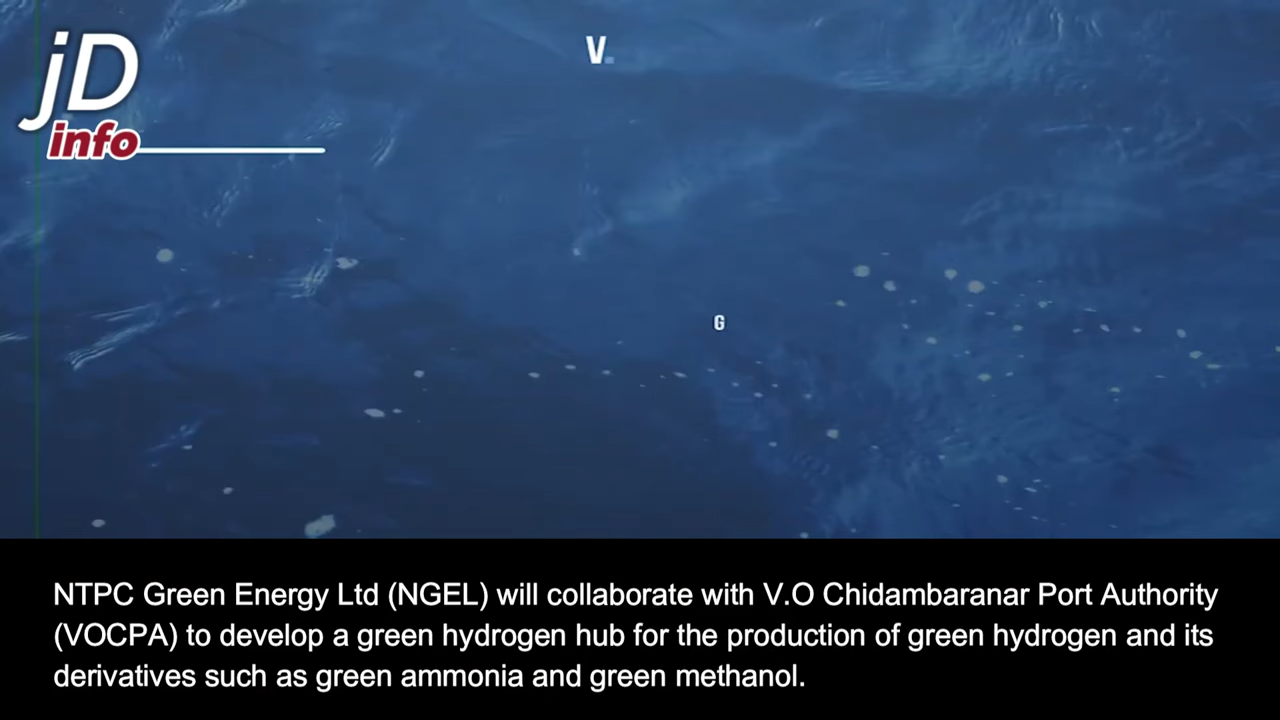 jD
info
V.
G
NTPC Green Energy Ltd (NGEL) will collaborate with V.O Chidambaranar Port Authority
(VOCPA) to develop a green hydrogen hub for the production of green hydrogen and its
derivatives such as green ammonia and green methanol.